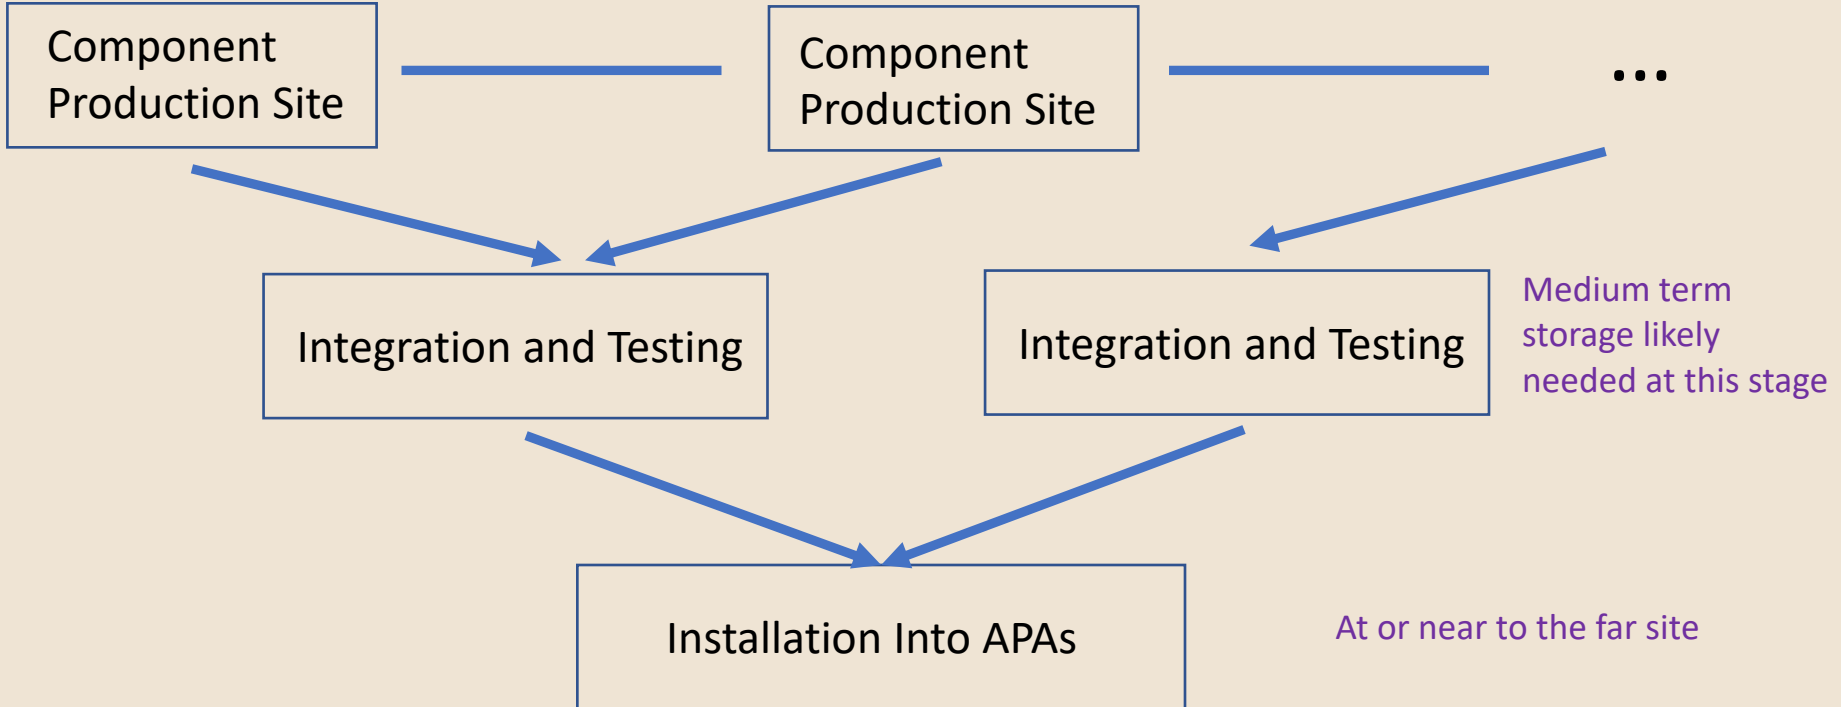 Component
Production Site
Component
Production Site
...
Integration and Testing
Integration and Testing
Medium term
storage likely
needed at this stage
Installation Into APAs
At or near to the far site